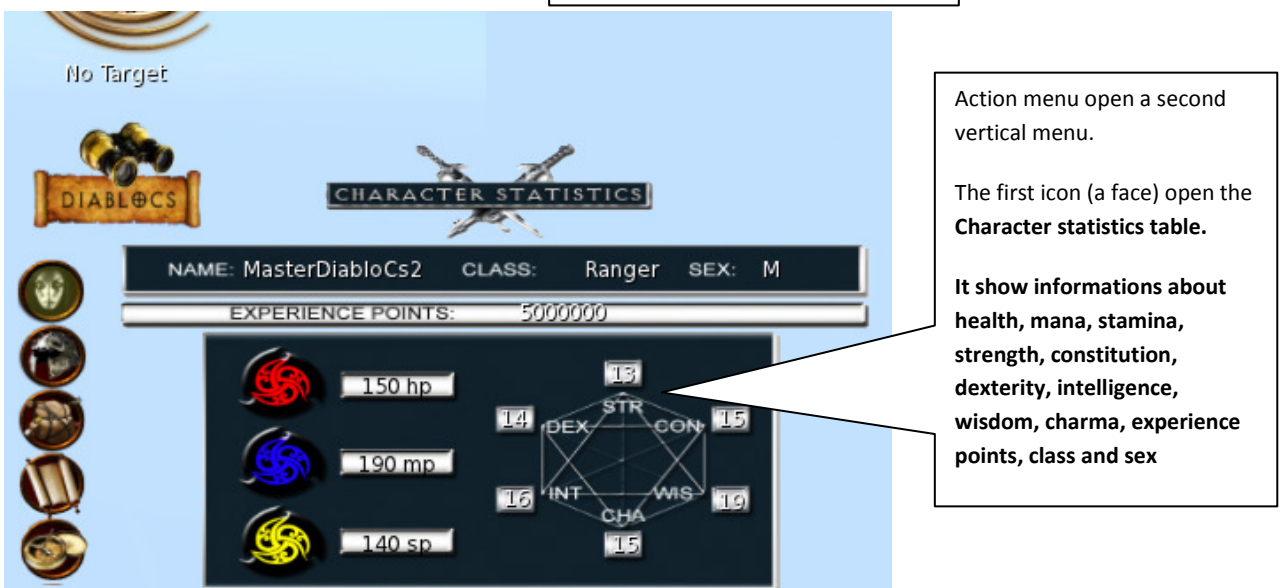 No Target
DIABLOCS
CHARACTER STATISTICS
NAME: MasterDiabloCs2 CLASS: Ranger SEX: M
EXPERIENCE POINTS: 5000000
150 hp
190 mp
140 sp
13
STR
14 DEX CON 15
16 INT WIS 19
CHA
15
Action menu open a second
vertical menu.
The first icon (a face) open the
Character statistics table.
It show informations about
health, mana, stamina,
strength, constitution,
dexterity, intelligence,
wisdom, charma, experience
points, class and sex